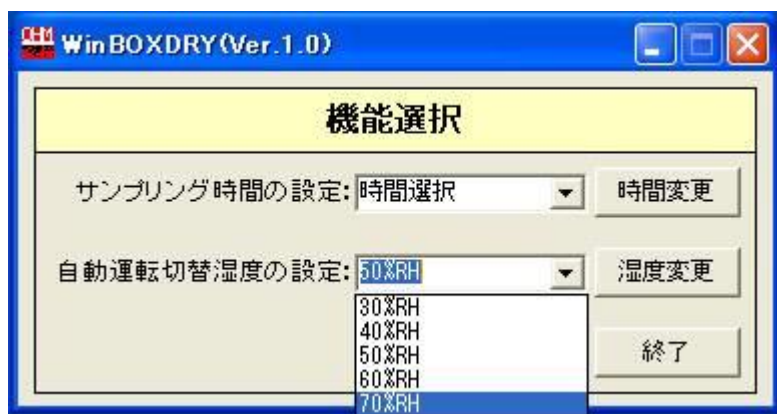 WinBOXDRY(Ver.1.0)
機能選択
サンプリング時間の設定: 時間選択 時間変更
自動運転切替湿度の設定: 50%RH 湿度変更
30%RH
40%RH
50%RH
60%RH
70%RH
終了